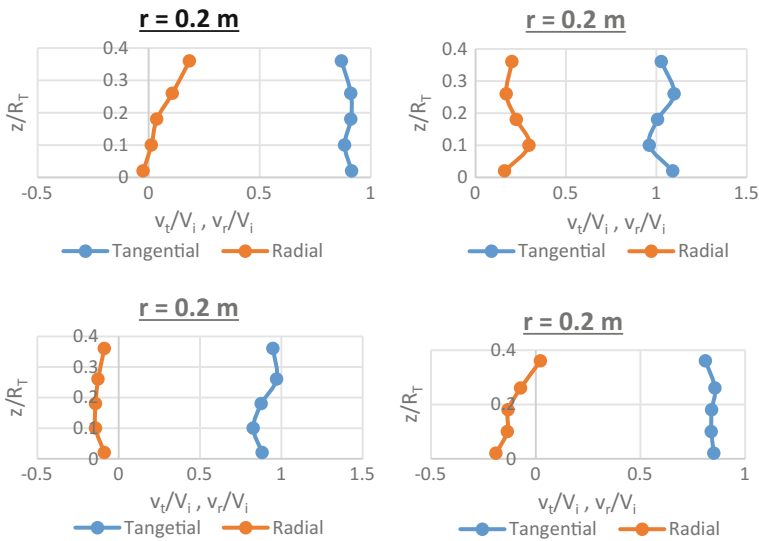 r = 0.2 m
0.4
0.3
0.2
0.1
0
z/R_T
-0.5 0 0.5 1
v_t/V_i , v_r/V_i
Tangential Radial
r = 0.2 m
0.4
0.3
0.2
0.1
0
z/R_T
0 0.5 1 1.5
v_t/V_i , v_r/V_i
Tangential Radial
r = 0.2 m
0.4
0.3
0.2
0.1
0
z/R_T
-0.5 0 0.5 1 1.5
v_t/V_i , v_r/V_i
Tangetial Radial
r = 0.2 m
0.4
0.2
0
z/R_T
-0.5 0 0.5 1
v_t/V_i , v_r/V_i
Tangential Radial